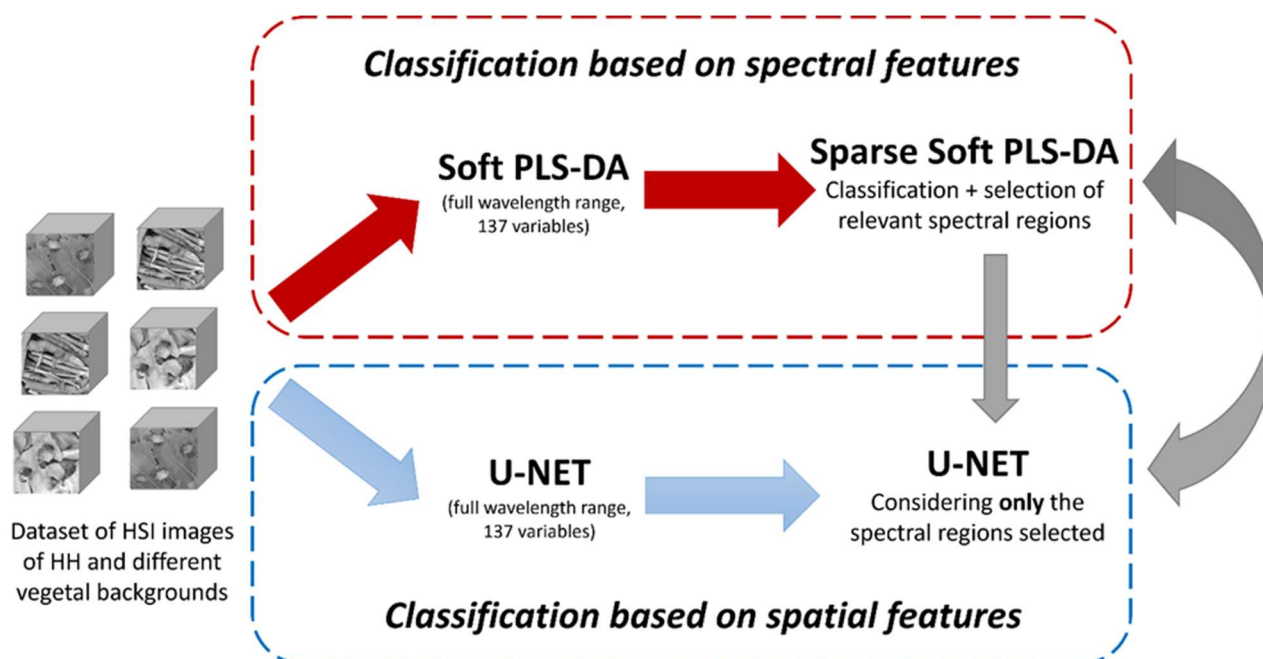 Classification based on spectral features
Soft PLS-DA
(full wavelength range,
137 variables)
Sparse Soft PLS-DA
Classification + selection of
relevant spectral regions
Dataset of HSI images
of HH and different
vegetal backgrounds
U-NET
(full wavelength range,
137 variables)
U-NET
Considering only the
spectral regions selected
Classification based on spatial features